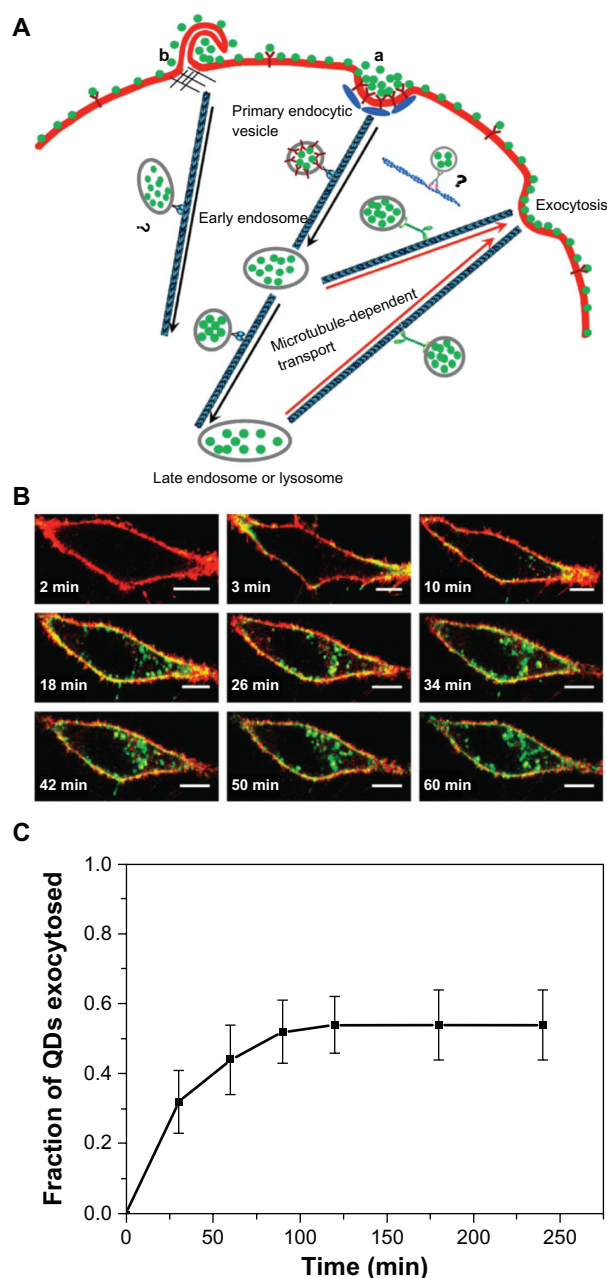 A
b
a
Primary endocytic
vesicle
?
Exocytosis
?
Early endosome
Microtubule-dependent
transport
Late endosome or lysosome
B
2 min
3 min
10 min
18 min
26 min
34 min
42 min
50 min
60 min
C
Fraction of QDs exocytosed
1.0
0.8
0.6
0.4
0.2
0.0
0
50
100
150
200
250
Time (min)